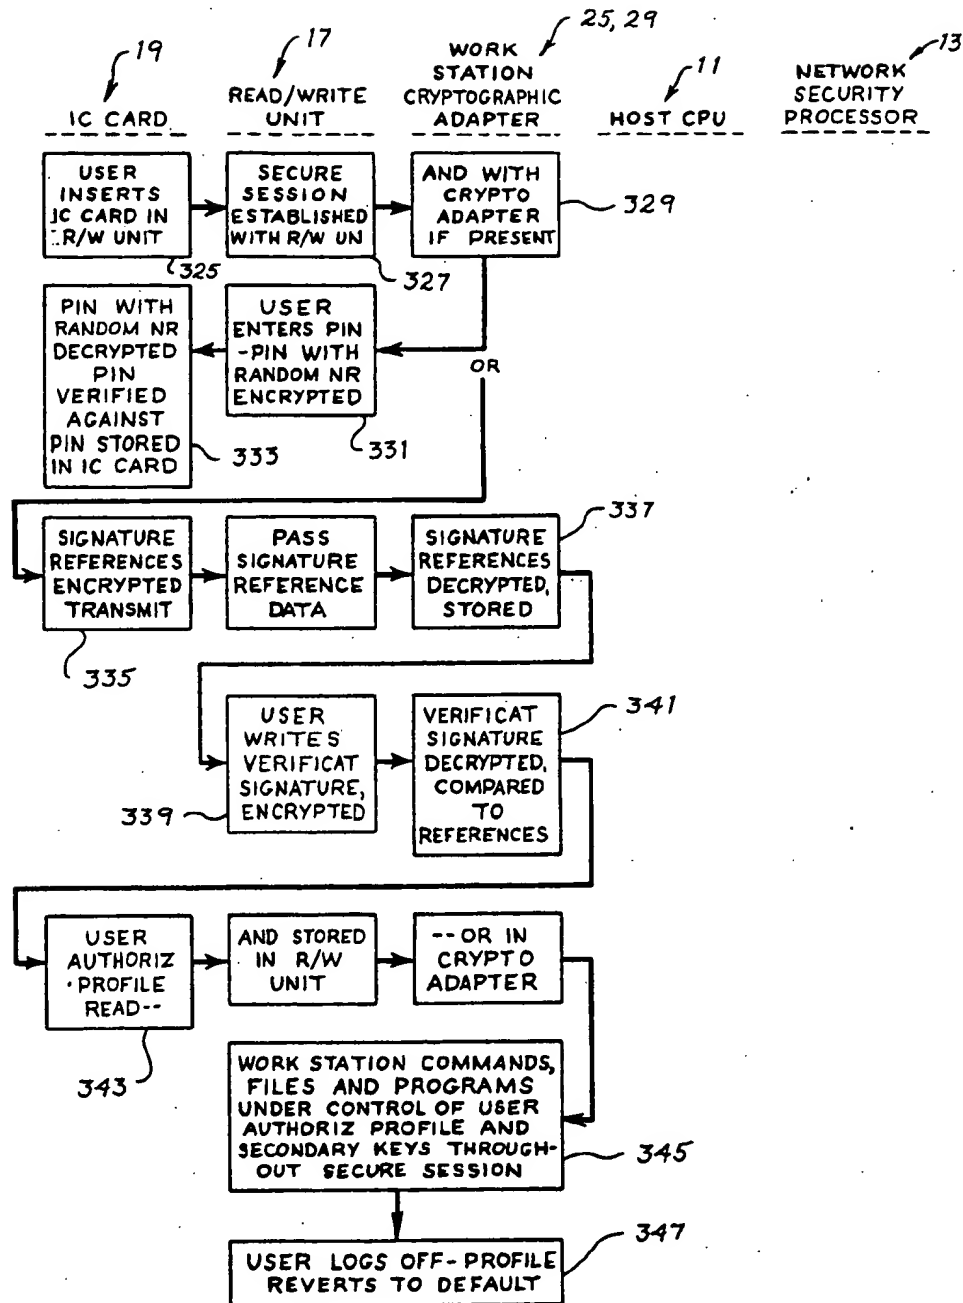 19
IC CARD
17
READ/WRITE
UNIT
25, 29
WORK
STATION
CRYPTOGRAPHIC
ADAPTER
11
HOST CPU
13
NETWORK
SECURITY
PROCESSOR
USER
INSERTS
IC CARD IN
R/W UNIT
325
SECURE
SESSION
ESTABLISHED
WITH R/W UN
327
AND WITH
CRYPTO
ADAPTER
IF PRESENT
329
PIN WITH
RANDOM NR
DECRYPTED
PIN
VERIFIED
AGAINST
PIN STORED
IN IC CARD
333
USER
ENTERS PIN
-PIN WITH
RANDOM NR
ENCRYPTED
331
OR
SIGNATURE
REFERENCES
ENCRYPTED
TRANSMIT
335
PASS
SIGNATURE
REFERENCE
DATA
SIGNATURE
REFERENCES
DECRYPTED,
STORED
337
USER
WRITES
VERIFICAT
SIGNATURE,
ENCRYPTED
339
VERIFICAT
SIGNATURE
DECRYPTED,
COMPARED
TO
REFERENCES
341
USER
AUTHORIZ
PROFILE
READ--
343
AND STORED
IN R/W
UNIT
--OR IN
CRYPTO
ADAPTER
WORK STATION COMMANDS,
FILES AND PROGRAMS
UNDER CONTROL OF USER
AUTHORIZ PROFILE AND
SECONDARY KEYS THROUGH-
OUT SECURE SESSION
345
USER LOGS OFF-PROFILE
REVERTS TO DEFAULT
347